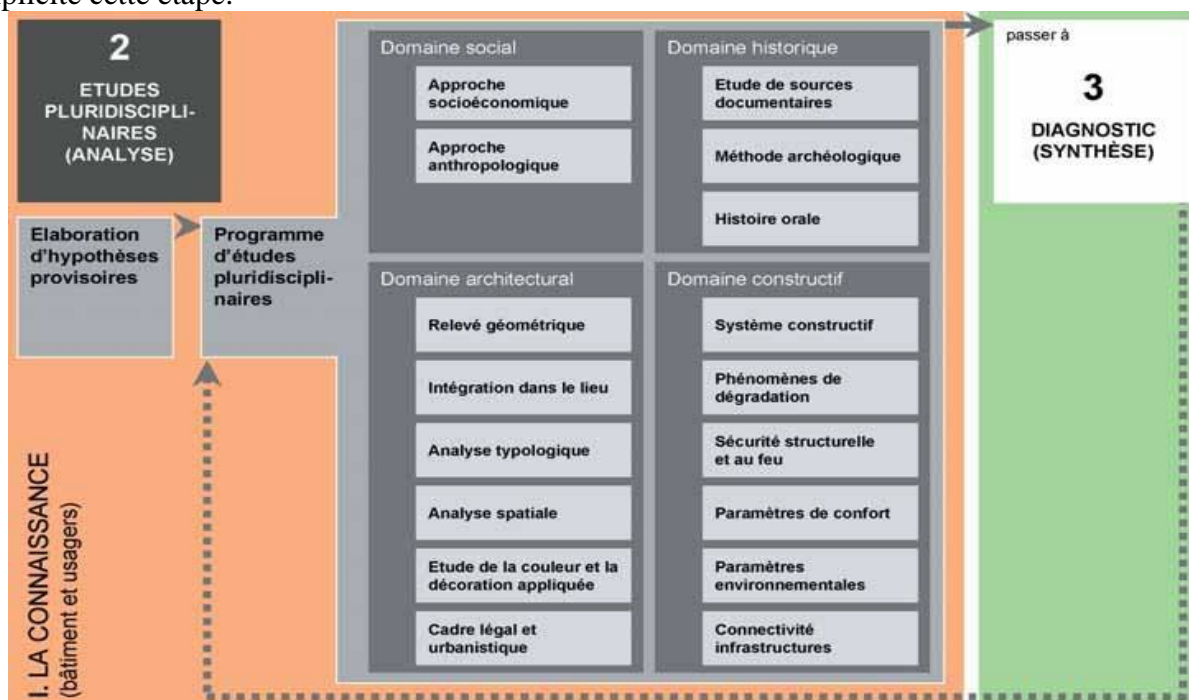 plicite cette étape.
2
ETUDES
PLURIDISCIPLI-
NAIRES
(ANALYSE)
Elaboration
d'hypothèses
provisoires
Programme
d'études
pluridiscipli-
naires
Domaine social
Approche
socioéconomique
Approche
anthropologique
Domaine historique
Etude de sources
documentaires
Méthode archéologique
Histoire orale
Domaine architectural
Relevé géométrique
Intégration dans le lieu
Analyse typologique
Analyse spatiale
Etude de la couleur et la
décoration appliquée
Cadre légal et
urbanistique
Domaine constructif
Système constructif
Phénomènes de
dégradation
Sécurité structurelle
et au feu
Paramètres de confort
Paramètres
environnementales
Connectivité
infrastructures
passer à
3
DIAGNOSTIC
(SYNTHÈSE)
I. LA CONNAISSANCE
(bâtiment et usagers)